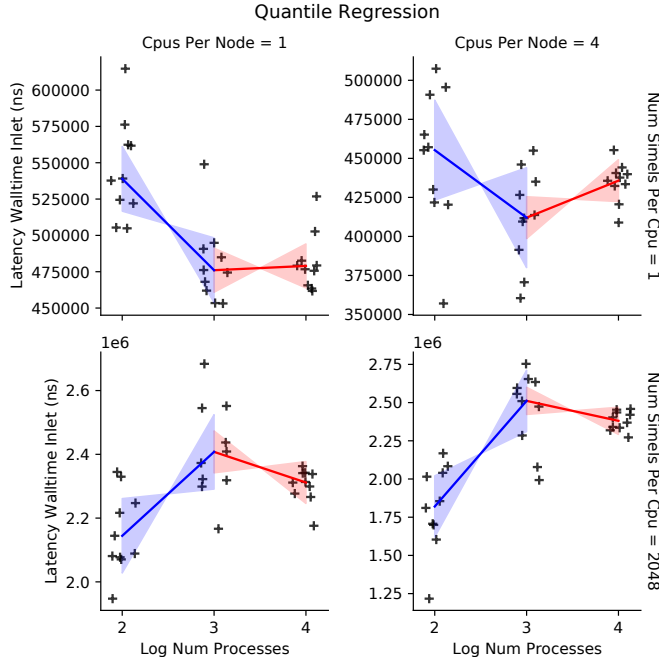 Quantile Regression
Cpus Per Node = 1
Cpus Per Node = 4
Latency Walltime Inlet (ns)
600000
575000
550000
525000
500000
475000
450000
500000
475000
450000
425000
400000
375000
350000
Num Simels Per Cpu = 1
Latency Walltime Inlet (ns)
1e6
2.6
2.4
2.2
2.0
2
3
4
Log Num Processes
1e6
2.75
2.50
2.25
2.00
1.75
1.50
1.25
2
3
4
Log Num Processes
Num Simels Per Cpu = 2048